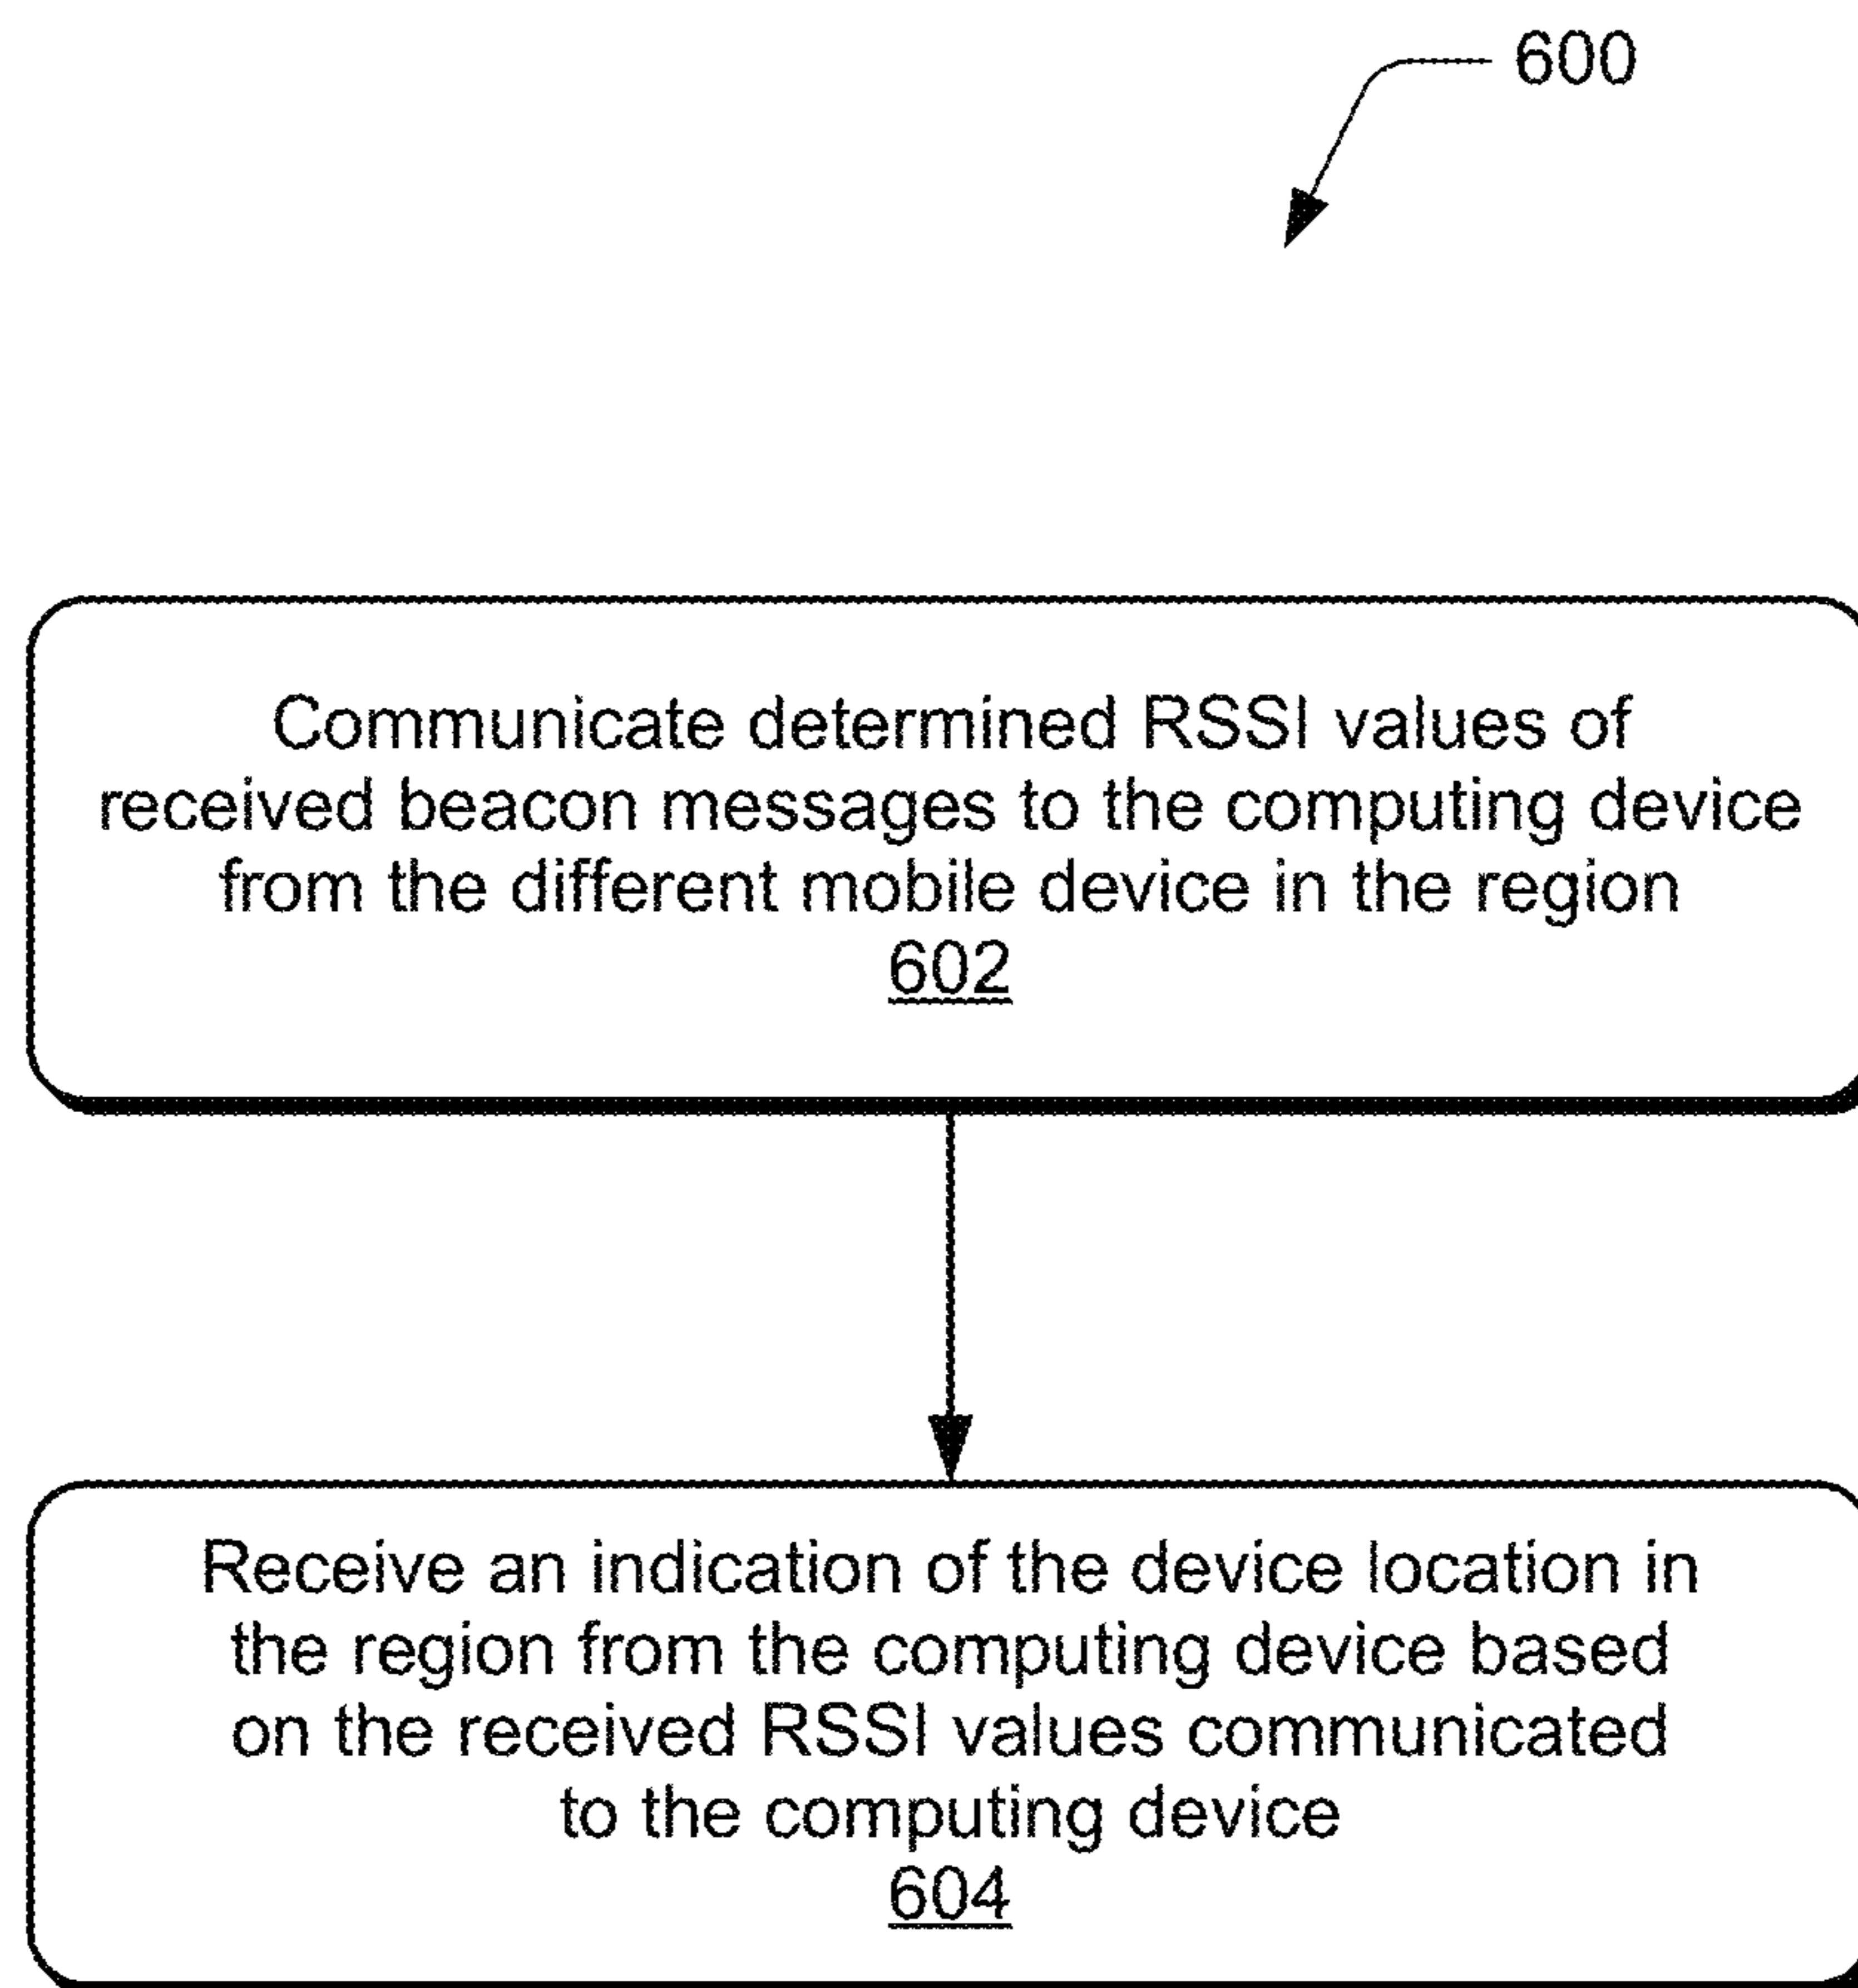 600
Communicate determined RSSI values of
received beacon messages to the computing device
from the different mobile device in the region
602
Receive an indication of the device location in
the region from the computing device based
on the received RSSI values communicated
to the computing device
604